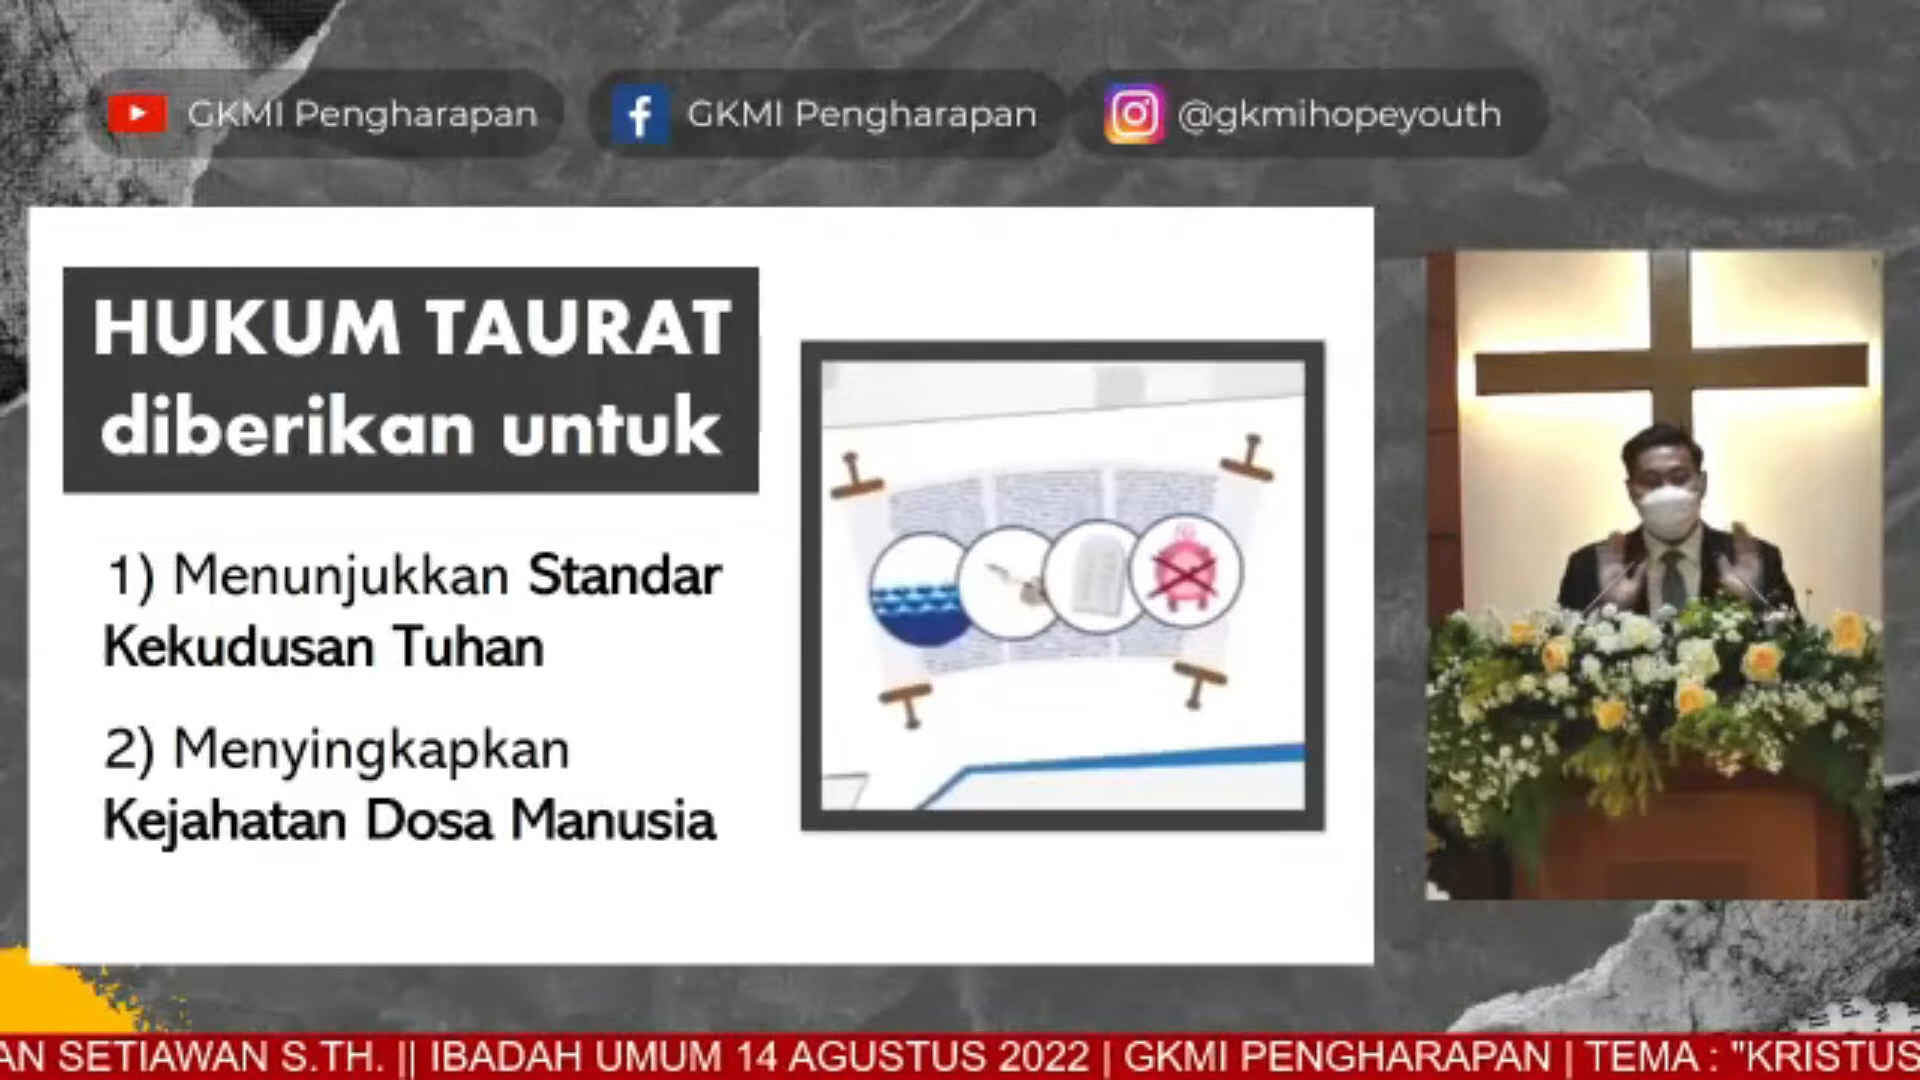 GKMI Pengharapan
GKMI Pengharapan
@gkmihopeyouth
HUKUM TAURAT
diberikan untuk
1) Menunjukkan Standar
Kekudusan Tuhan
2) Menyingkapkan
Kejahatan Dosa Manusia
AN SETIAWAN S.TH. || IBADAH UMUM 14 AGUSTUS 2022 | GKMI PENGHARAPAN | TEMA : "KRISTUS